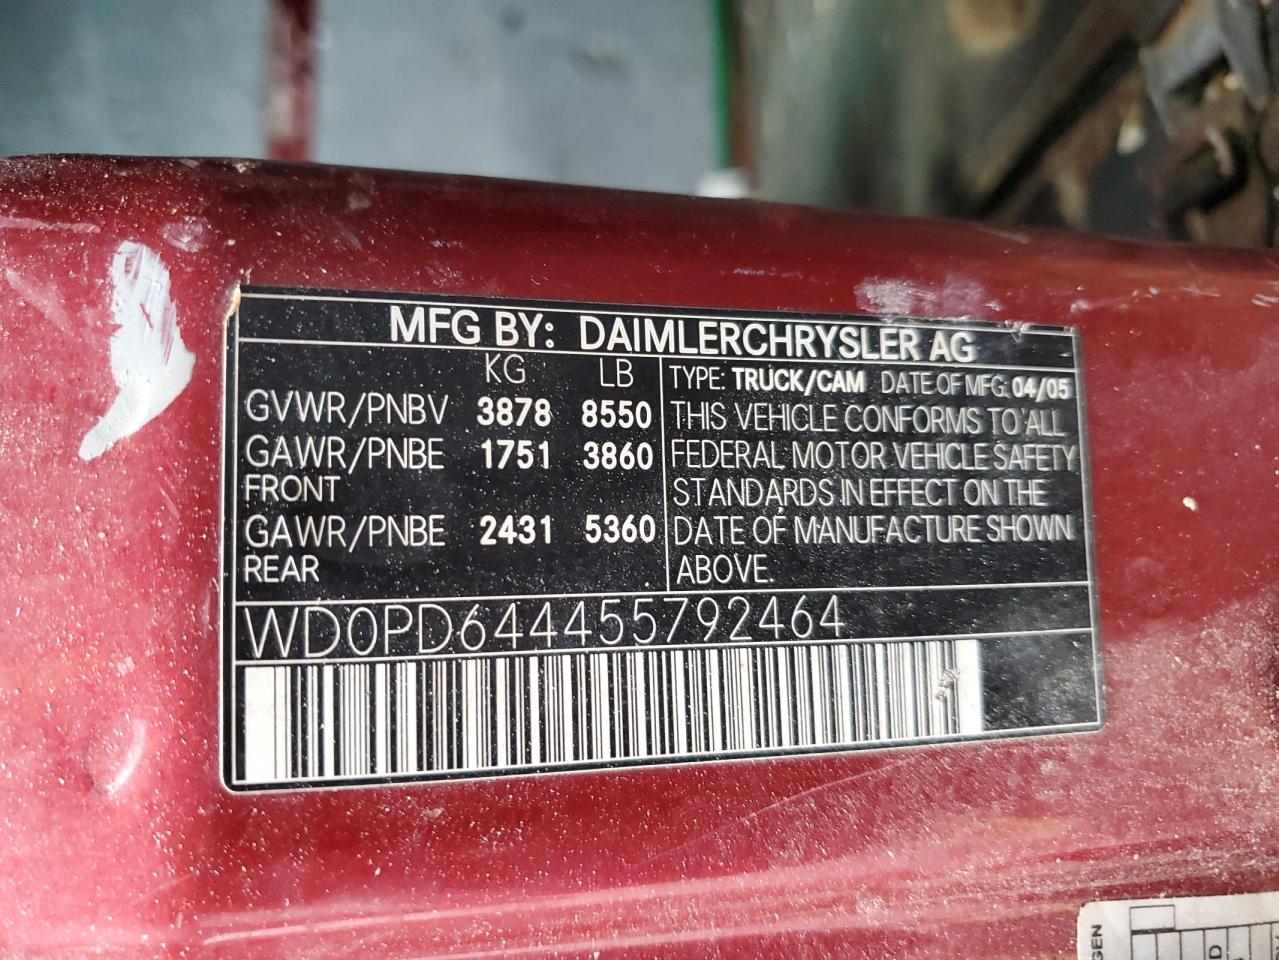 MFG BY: DAIMLERCHRYSLER AG
KG LB
GVWR/PNBV 3878 8550
GAWR/PNBE 1751 3860
FRONT
GAWR/PNBE 2431 5360
REAR
TYPE: TRUCK/CAM DATE OF MFG. 04/05
THIS VEHICLE CONFORMS TO ALL
FEDERAL MOTOR VEHICLE SAFETY
STANDARDS IN EFFECT ON THE
DATE OF MANUFACTURE SHOWN
ABOVE.
WD0PD644455792464
GEN